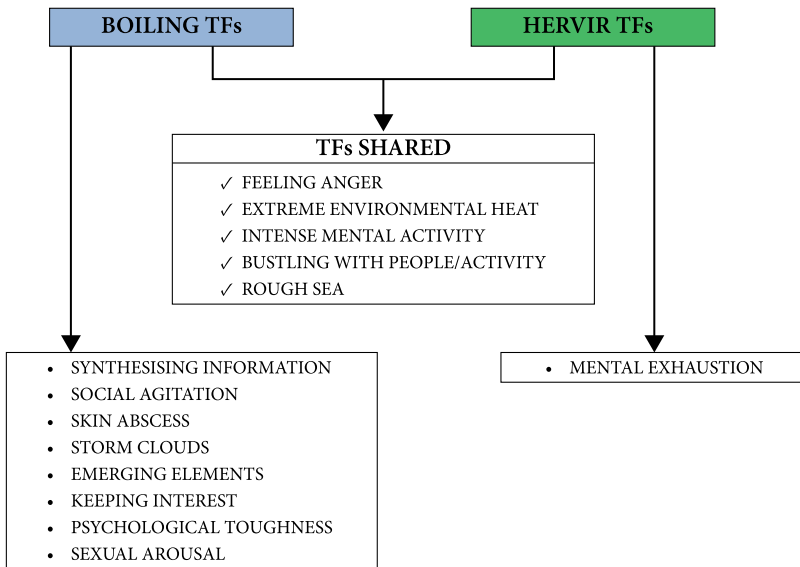 BOILING TFs
HERVIR TFs
TFs SHARED
✓ FEELING ANGER
✓ EXTREME ENVIRONMENTAL HEAT
✓ INTENSE MENTAL ACTIVITY
✓ BUSTLING WITH PEOPLE/ACTIVITY
✓ ROUGH SEA
• SYNTHESISING INFORMATION
• SOCIAL AGITATION
• SKIN ABSCESS
• STORM CLOUDS
• EMERGING ELEMENTS
• KEEPING INTEREST
• PSYCHOLOGICAL TOUGHNESS
• SEXUAL AROUSAL
• MENTAL EXHAUSTION